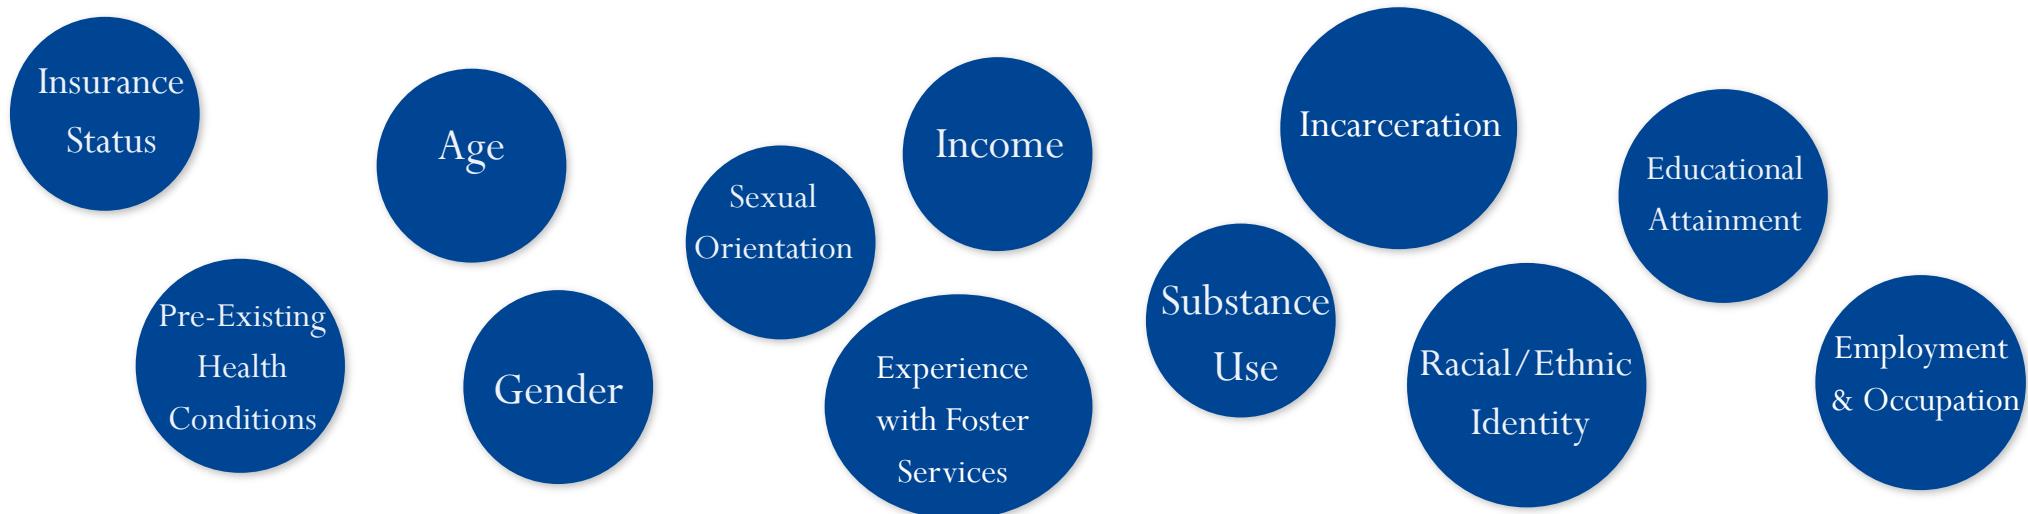 Insurance
Status
Pre-Existing
Health
Conditions
Age
Gender
Sexual
Orientation
Income
Experience
with Foster
Services
Substance
Use
Incarceration
Racial/Ethnic
Identity
Educational
Attainment
Employment
& Occupation